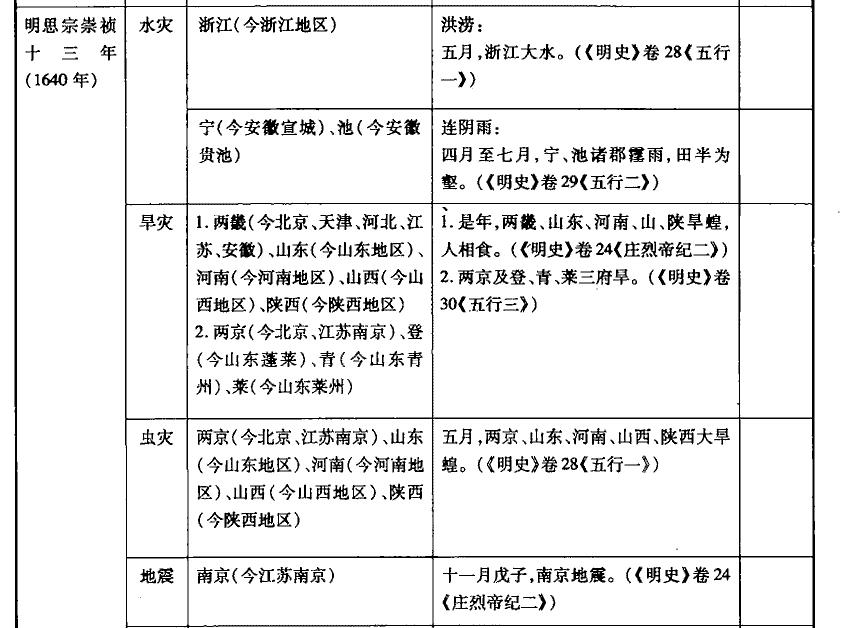 明思宗崇祯
十三年
(1640年)
水灾
浙江(今浙江地区)
洪涝:
五月,浙江大水。(《明史》卷28《五行
一》)
宁(今安徽宣城)、池(今安徽
贵池)
连阴雨:
四月至七月,宁、池诸郡霪雨,田半为
壑。(《明史》卷29《五行二》)
旱灾
1.两畿(今北京、天津、河北、江
苏、安徽)、山东(今山东地区)、
河南(今河南地区)、山西(今山
西地区)、陕西(今陕西地区)
2.两京(今北京、江苏南京)、登
(今山东蓬莱)、青(今山东青
州)、莱(今山东莱州)
1.是年,两畿、山东、河南、山、陕旱蝗,
人相食。(《明史》卷24《庄烈帝纪二》)
2.两京及登、青、莱三府旱。(《明史》卷
30《五行三》)
虫灾
两京(今北京、江苏南京)、山东
(今山东地区)、河南(今河南地
区)、山西(今山西地区)、陕西
(今陕西地区)
五月,两京、山东、河南、山西、陕西大旱
蝗。(《明史》卷28《五行一》)
地震
南京(今江苏南京)
十一月戊子,南京地震。(《明史》卷24
《庄烈帝纪二》)